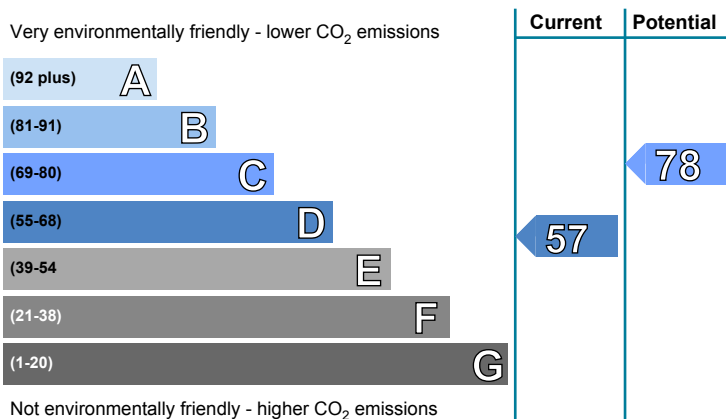 Current Potential
Very environmentally friendly - lower CO2 emissions
(92 plus) A
(81-91) B
(69-80) C
78
(55-68) D
57
(39-54 E
(21-38) F
(1-20) G
Not environmentally friendly - higher CO2 emissions